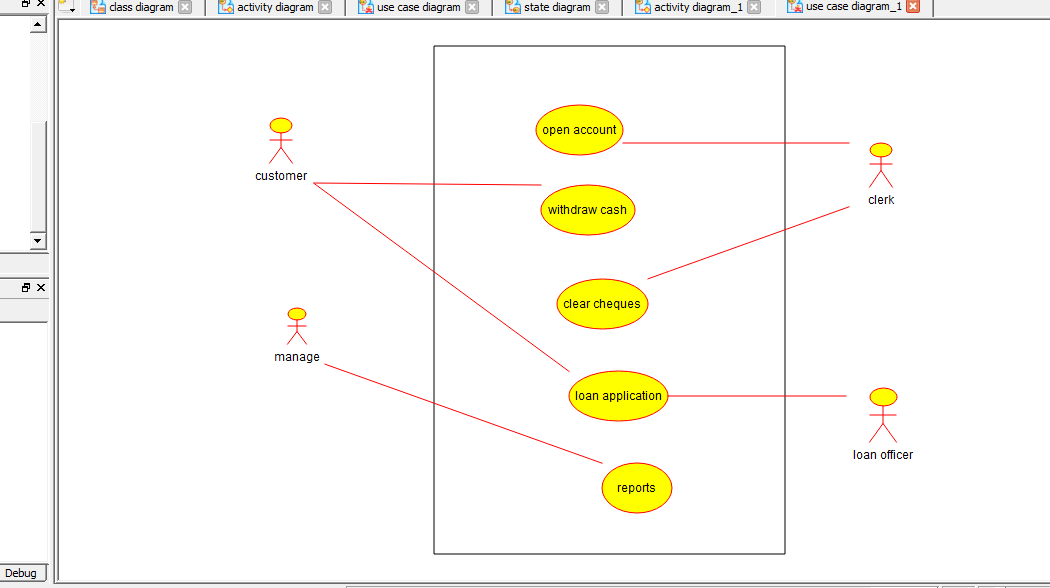 class diagram
activity diagram
use case diagram
state diagram
activity diagram_1
use case diagram_1
open account
customer
clerk
withdraw cash
clear cheques
manage
loan application
loan officer
reports
Debug